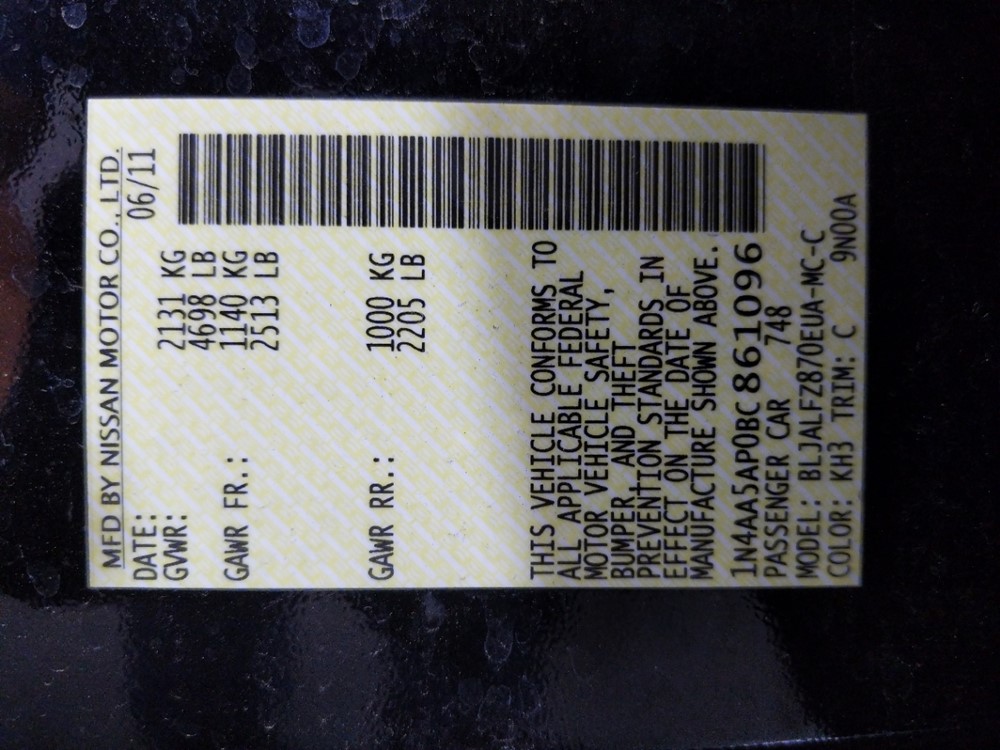 MFD BY NISSAN MOTOR CO., LTD.
DATE: 06/11
GVWR: 2131 KG
4698 LB
GAWR FR.: 1140 KG
2513 LB
GAWR RR.: 1000 KG
2205 LB
THIS VEHICLE CONFORMS TO
ALL APPLICABLE FEDERAL
MOTOR VEHICLE SAFETY,
BUMPER, AND THEFT
PREVENTION STANDARDS IN
EFFECT ON THE DATE OF
MANUFACTURE SHOWN ABOVE.
1N4AA5AP0BC861096
PASSENGER CAR 748
MODEL: BLJALFZ870EUA-MC-C
COLOR: KH3 TRIM: C 9N00A